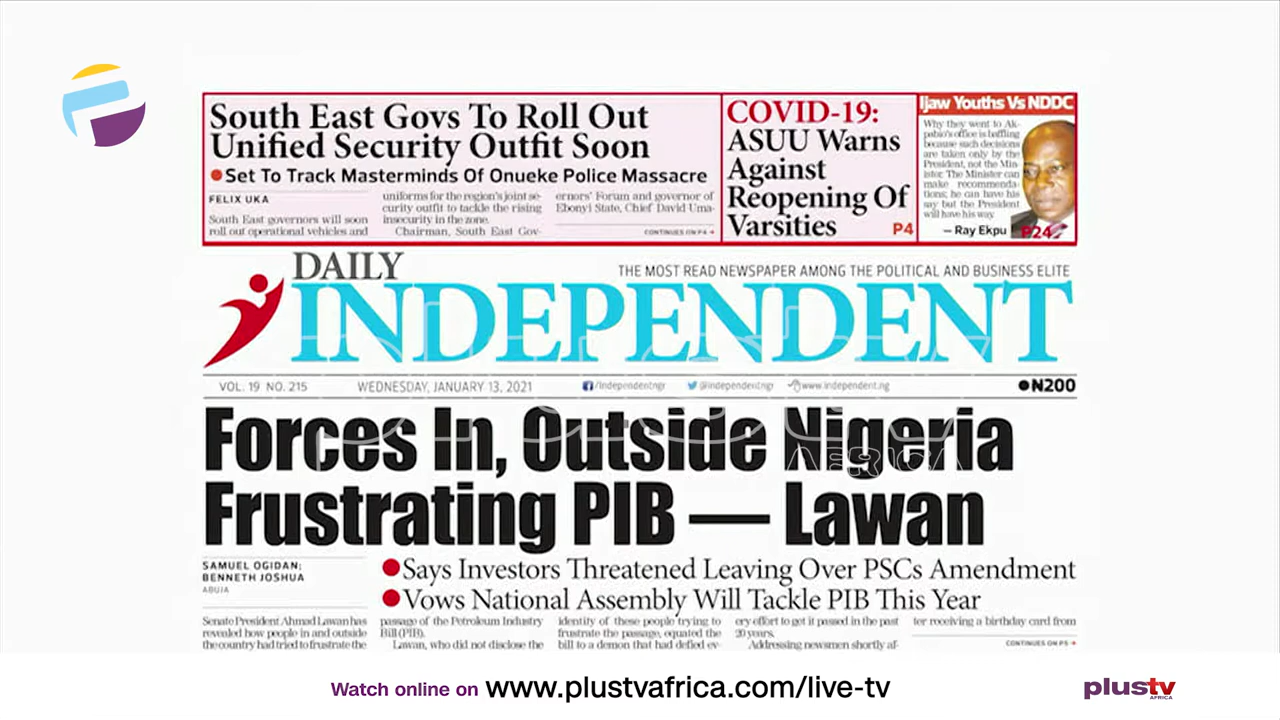 South East Govs To Roll Out
Unified Security Outfit Soon
●Set To Track Masterminds Of Onueke Police Massacre
FELIX UKA
South East governors will soon
roll out operational vehicles and
uniforms for the region's joint se-
curity outfit to tackle the rising
insecurity in the zone.
Chairman, South East Gov-
ernors' Forum and governor of
Ebonyi State, Chief David Uma-
CONTINUES ON P4
COVID-19:
ASUU Warns
Against
Reopening Of
Varsities
P4
Ijaw Youths Vs NDDC
Why they went to Ak-
pabio's office is baffling
because such decisions
are taken only by the
President, not the Min-
ister. The Minister can
make recommenda-
tions; he can have his
say but the President
will have his way
– Ray Ekpu
P24
DAILY
INDEPENDENT
THE MOST READ NEWSPAPER AMONG THE POLITICAL AND BUSINESS ELITE
VOL. 19 NO. 215
WEDNESDAY, JANUARY 13, 2021
/independentngr
@independentngr
www.independent.ng
●N200
Forces In, Outside Nigeria
Frustrating PIB — Lawan
SAMUEL OGIDAN;
BENNETH JOSHUA
ABUJA
●Says Investors Threatened Leaving Over PSCs Amendment
●Vows National Assembly Will Tackle PIB This Year
Senate President Ahmad Lawan has
revealed how people in and outside
the country had tried to frustrate the
passage of the Petroleum Industry
Bill (PIB).
Lawan, who did not disclose the
identity of these people trying to
frustrate the passage, equated the
bill to a demon that had defied ev-
ery effort to get it passed in the past
20 years.
Addressing newsmen shortly af-
ter receiving a birthday card from
CONTINUES ON P5
plustv
AFRICA
Watch online on www.plustvafrica.com/live-tv
plustv
AFRICA